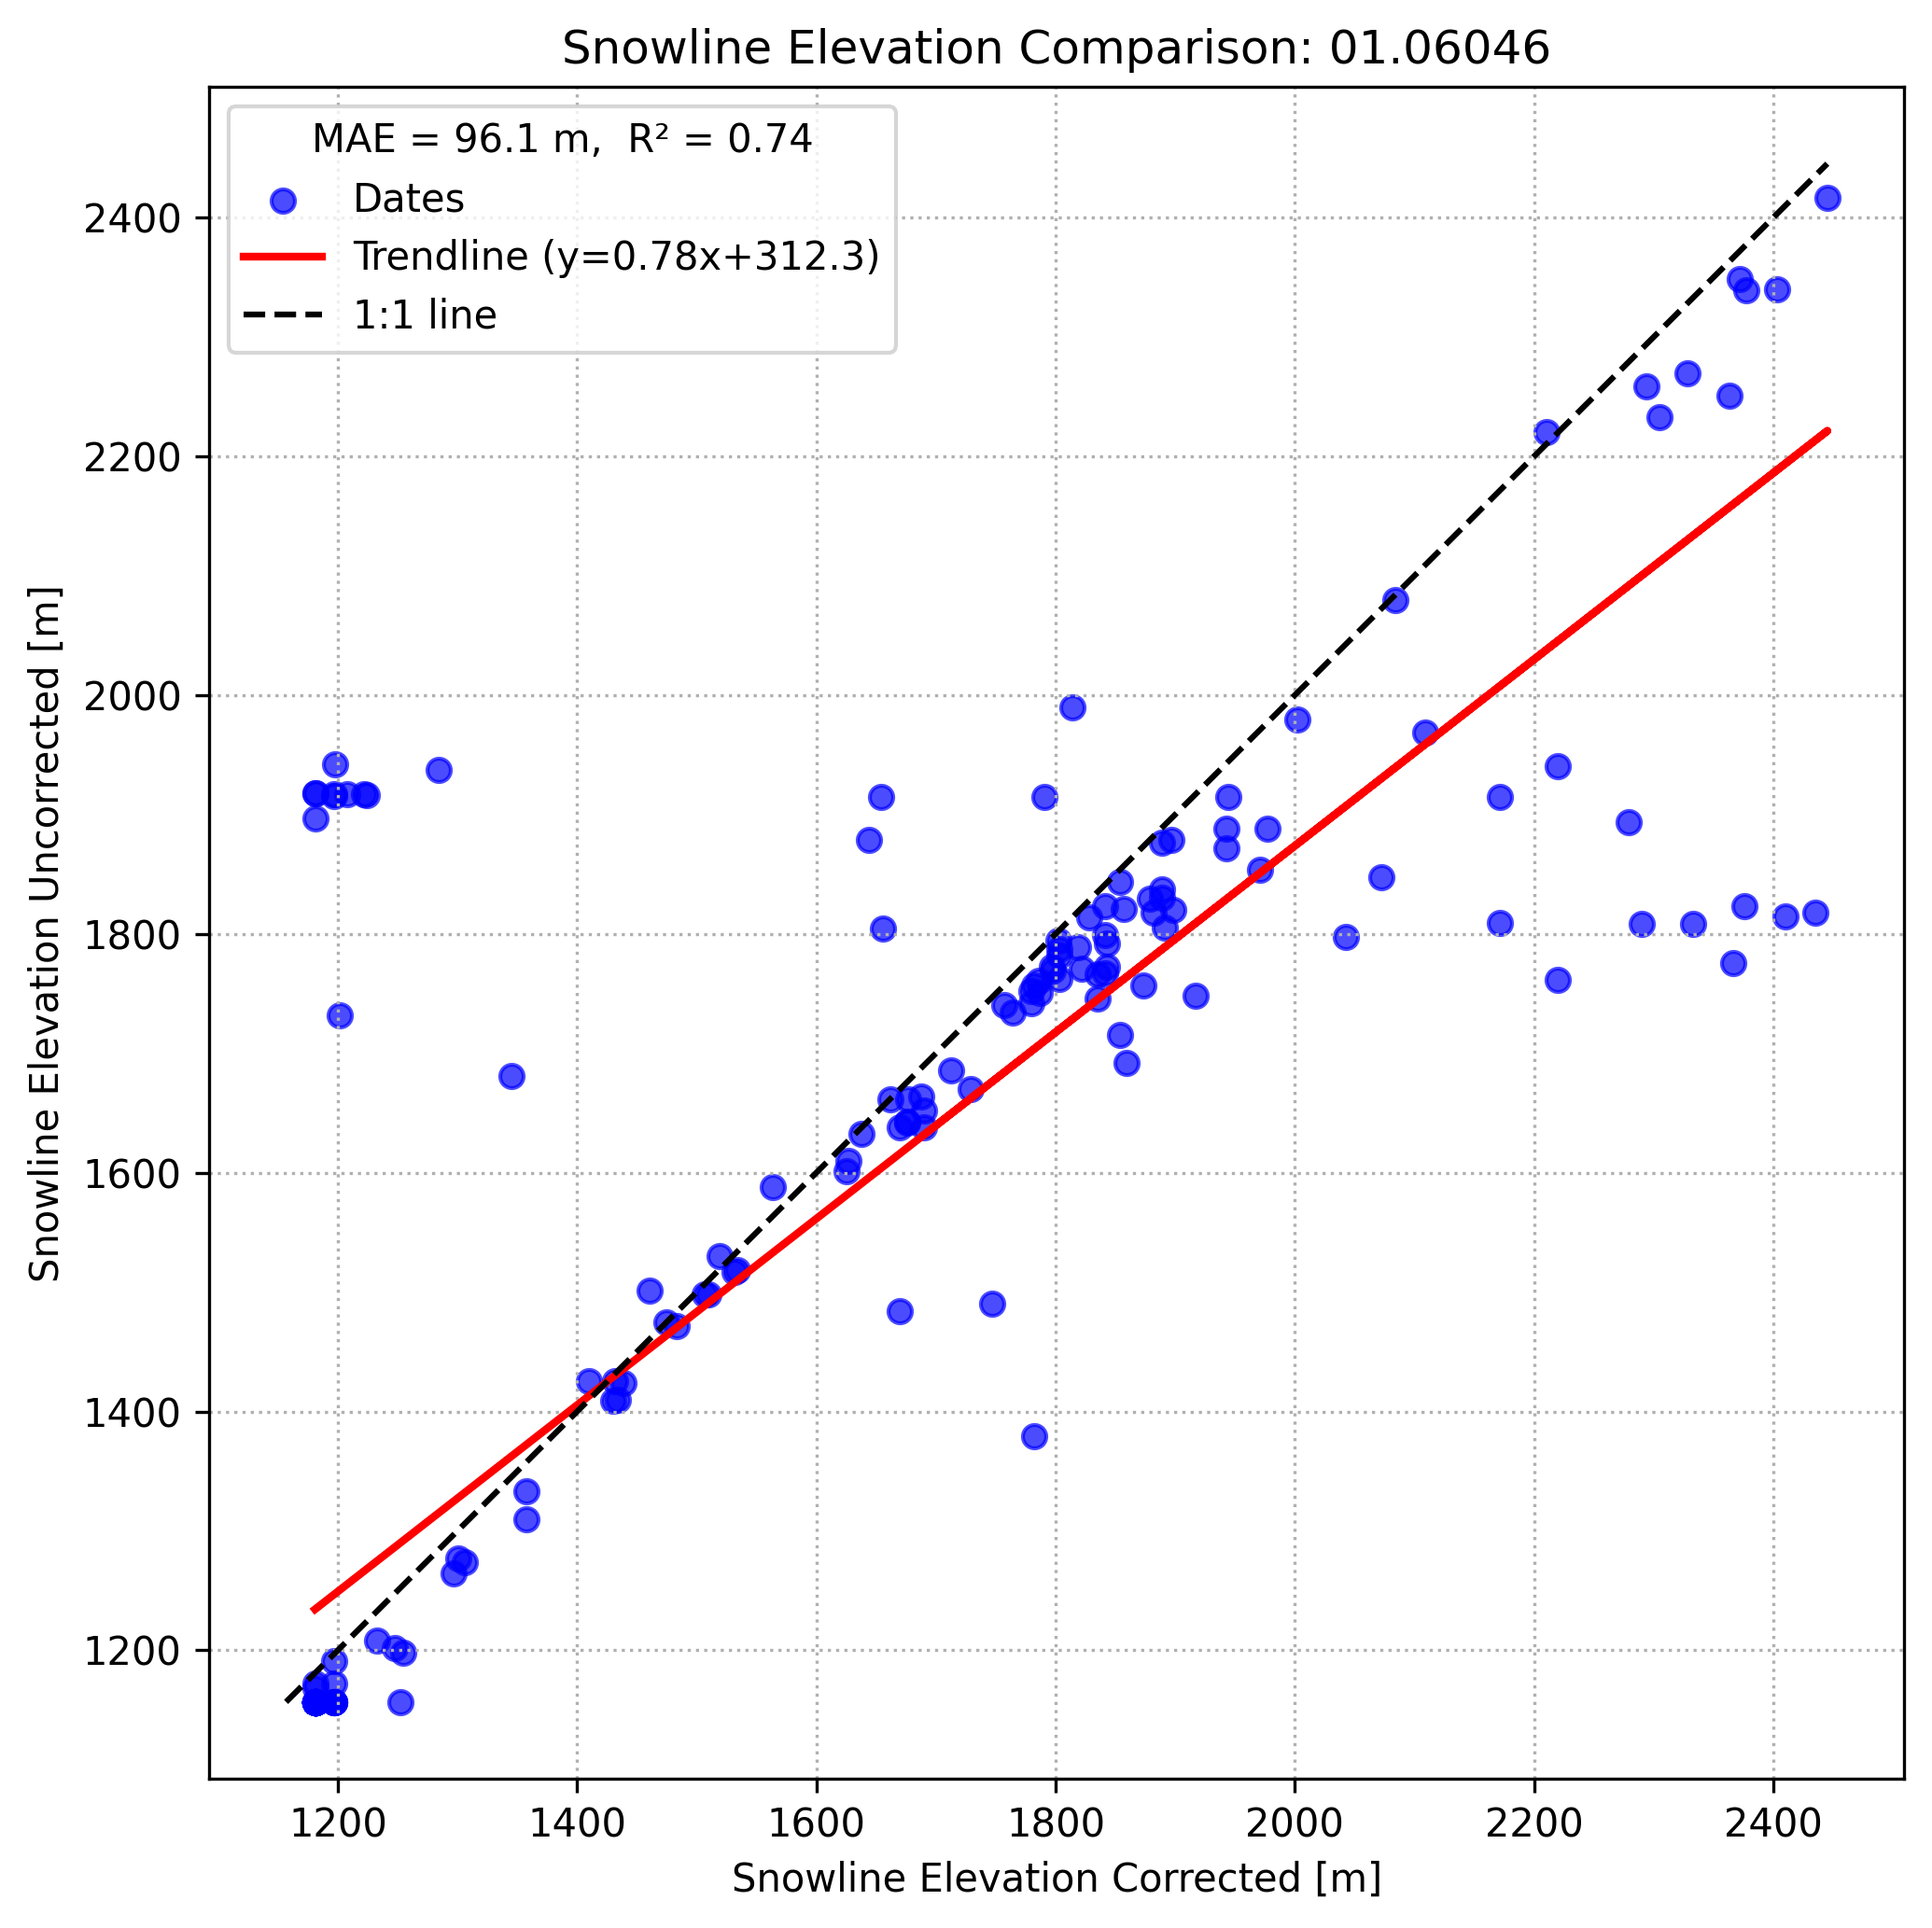 Snowline Elevation Comparison: 01.06046
MAE = 96.1 m,  R² = 0.74
Dates
Trendline (y=0.78x+312.3)
1:1 line
Snowline Elevation Uncorrected [m]
2400
2200
2000
1800
1600
1400
1200
1200 1400 1600 1800 2000 2200 2400
Snowline Elevation Corrected [m]